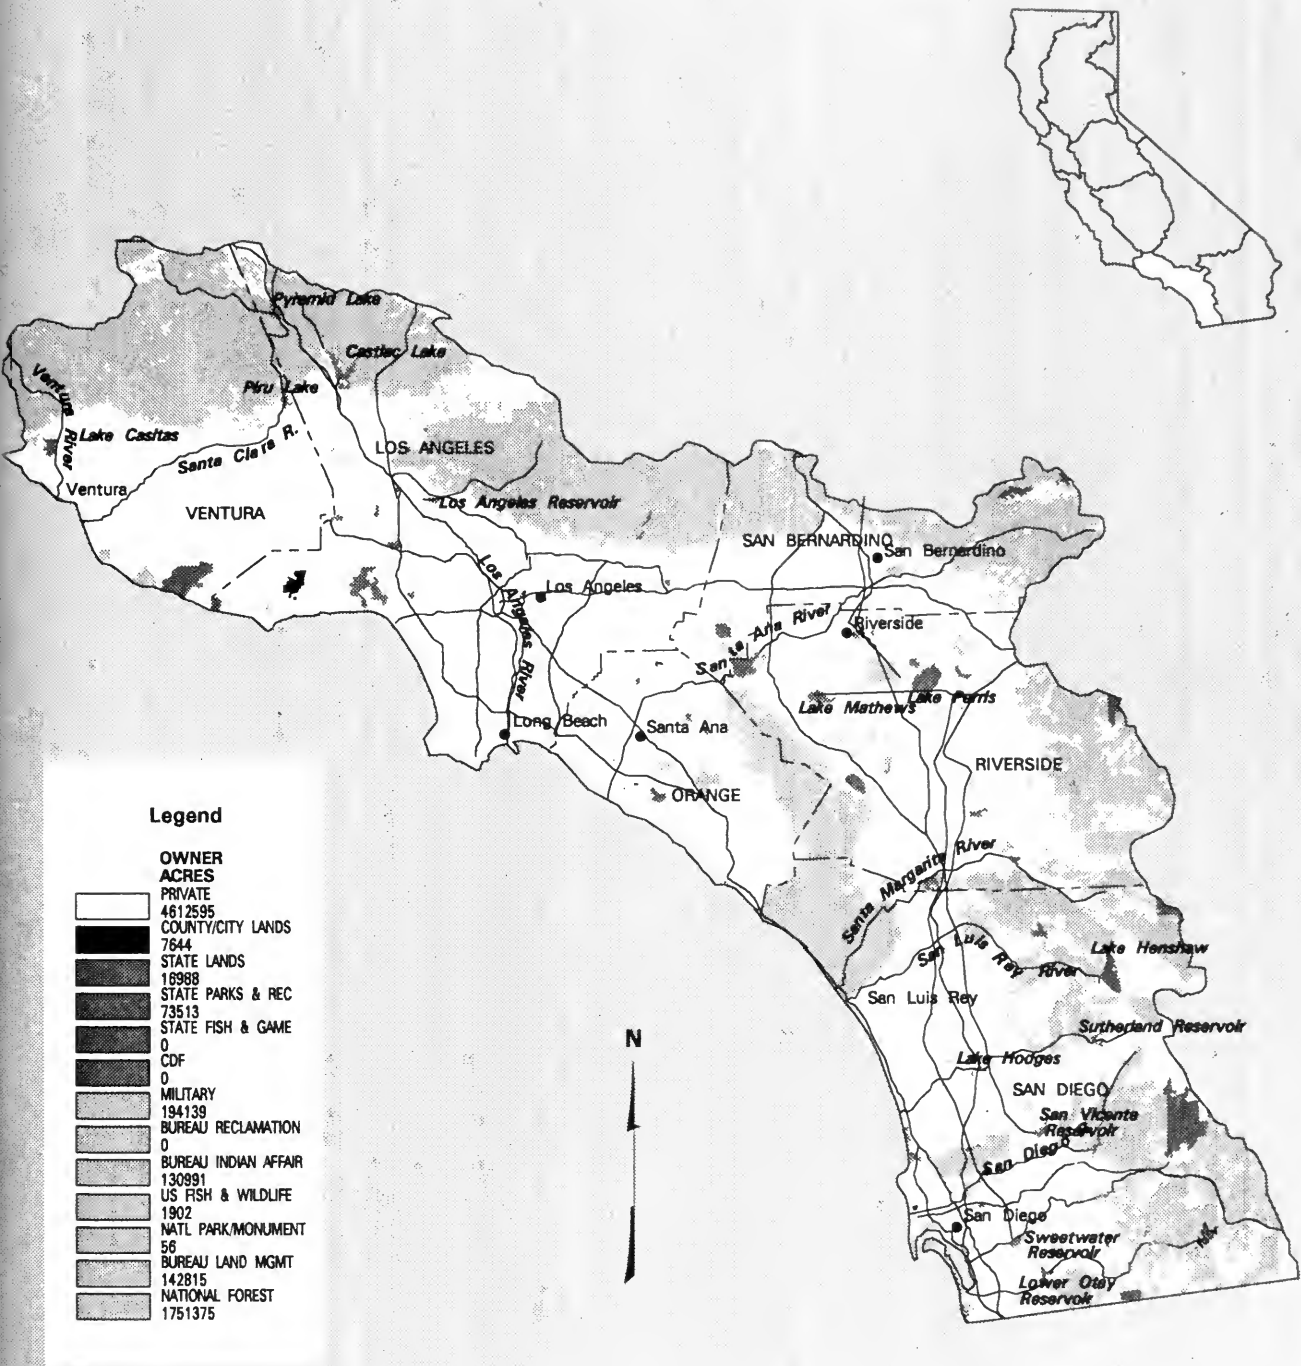 Pyramid Lake
Castiac Lake
Piru Lake
Ventura River
Lake Casitas
Santa Clara R.
LOS ANGELES
Ventura
VENTURA
Los Angeles Reservoir
SAN BERNARDINO
San Bernardino
Los Angeles
Los Angeles River
Santa Ana River
Riverside
Lake Mathews
Lake Perris
Long Beach
Santa Ana
RIVERSIDE
ORANGE
Santa Margarita River
San Luis Rey River
Lake Henshaw
San Luis Rey
Sutherland Reservoir
Lake Hodges
SAN DIEGO
San Vicente
Reservoir
San Diego
San Diego
Sweetwater
Reservoir
Lower Otay
Reservoir
N
Legend
OWNER
ACRES
PRIVATE
4612595
COUNTY/CITY LANDS
7644
STATE LANDS
16988
STATE PARKS & REC
73513
STATE FISH & GAME
0
CDF
0
MILITARY
194139
BUREAU RECLAMATION
0
BUREAU INDIAN AFFAIR
130991
US FISH & WILDLIFE
1902
NATL PARK/MONUMENT
56
BUREAU LAND MGMT
142815
NATIONAL FOREST
1751375